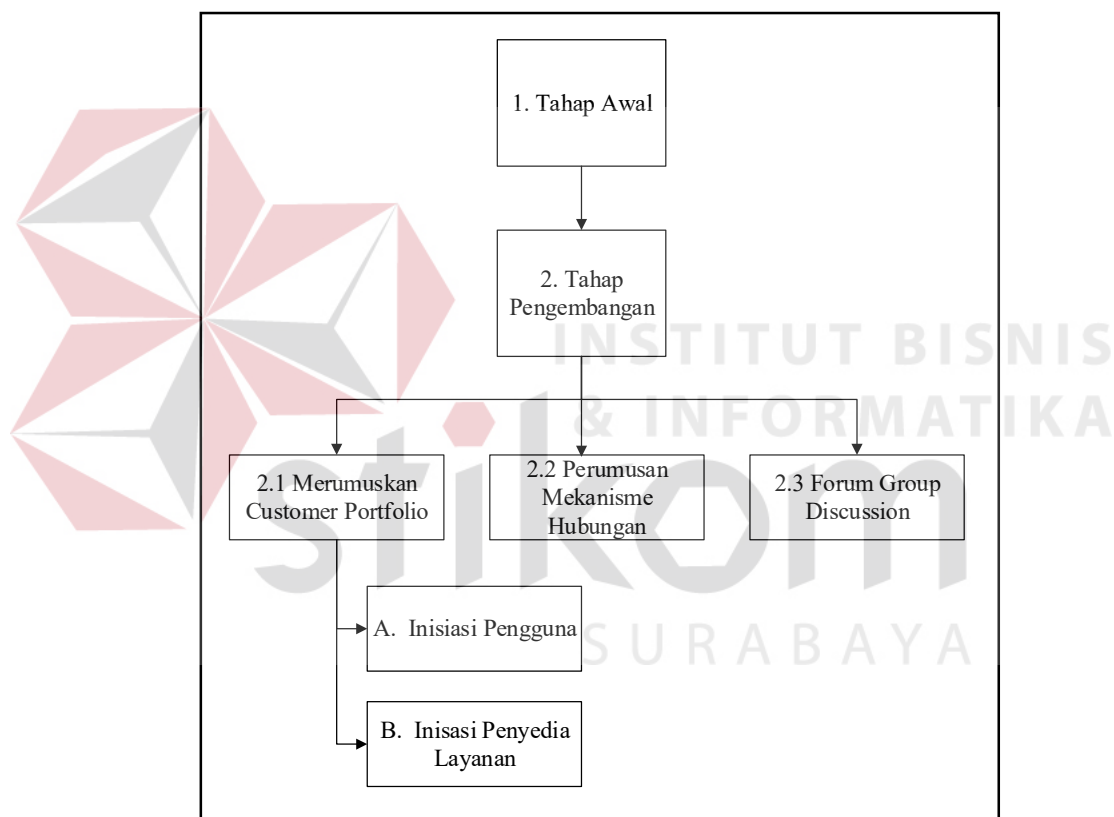 1. Tahap Awal
2. Tahap
Pengembangan
INSTITUT BISNIS
& INFORMATIKA
stikom
SURABAYA
2.1 Merumuskan
Customer Portfolio
2.2 Perumusan
Mekanisme
Hubungan
2.3 Forum Group
Discussion
A. Inisiasi Pengguna
B. Inisasi Penyedia
Layanan